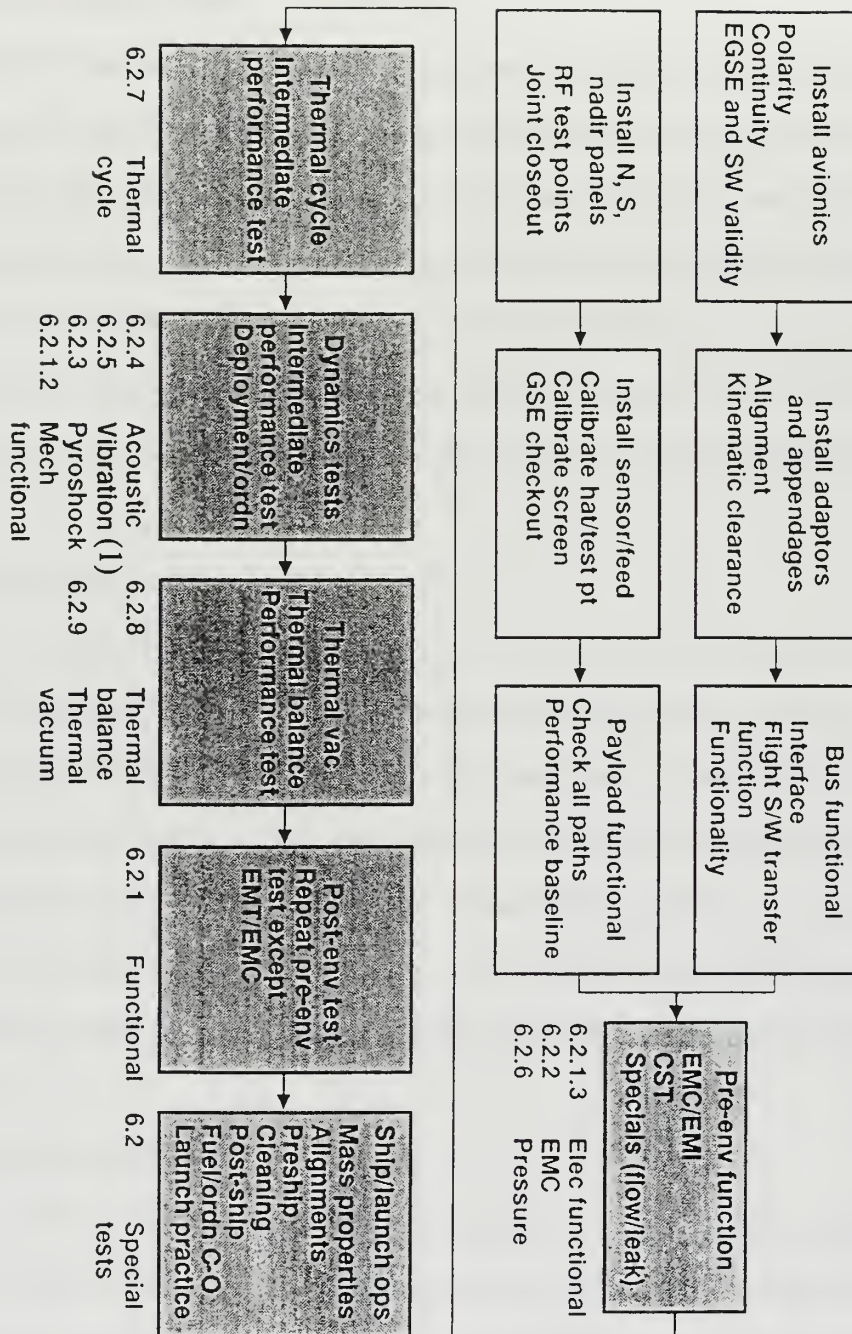 Install avionics
Polarity
Continuity
EGSE and SW validity
Install adaptors
and appendages
Alignment
Kinematic clearance
Bus functional
Interface
Flight S/W transfer
function
Functionality
Install N, S,
nadir panels
RF test points
Joint closeout
Install sensor/feed
Calibrate hat/test pt
Calibrate screen
GSE checkout
Payload functional
Check all paths
Performance baseline
Pre-env function
EMC/EMI
CST
Specials (flow/leak)
6.2.1.3 Elec functional
6.2.2 EMC
6.2.6 Pressure
Thermal cycle
Intermediate
performance test
6.2.7 Thermal
cycle
Dynamics tests
Intermediate
performance test
Deployment/ordn
6.2.4 Acoustic
6.2.5 Vibration (1)
6.2.3 Pyroshock
6.2.1.2 Mech
functional
Thermal vac
Thermal balance
Performance test
6.2.8 Thermal
balance
6.2.9 Thermal
vacuum
Post-env test
Repeat pre-env
test except
EMT/EMC
6.2.1 Functional
Ship/launch ops
Mass properties
Alignments
Preship
Cleaning
Post-ship
Fuel/ordn C-O
Launch practice
6.2 Special
tests